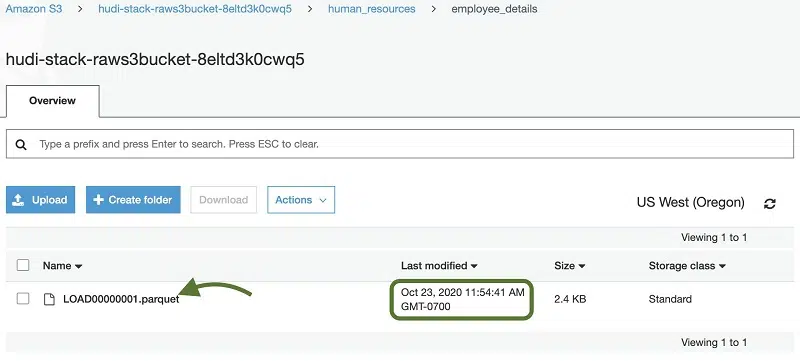 Amazon S3 > hudi-stack-raws3bucket-8eltd3k0cwq5 > human_resources > employee_details
hudi-stack-raws3bucket-8eltd3k0cwq5
Overview
Type a prefix and press Enter to search. Press ESC to clear.
Upload Create folder Download Actions US West (Oregon)
Viewing 1 to 1
Name Last modified Size Storage class
LOAD00000001.parquet Oct 23, 2020 11:54:41 AM 2.4 KB Standard
GMT-0700
Viewing 1 to 1